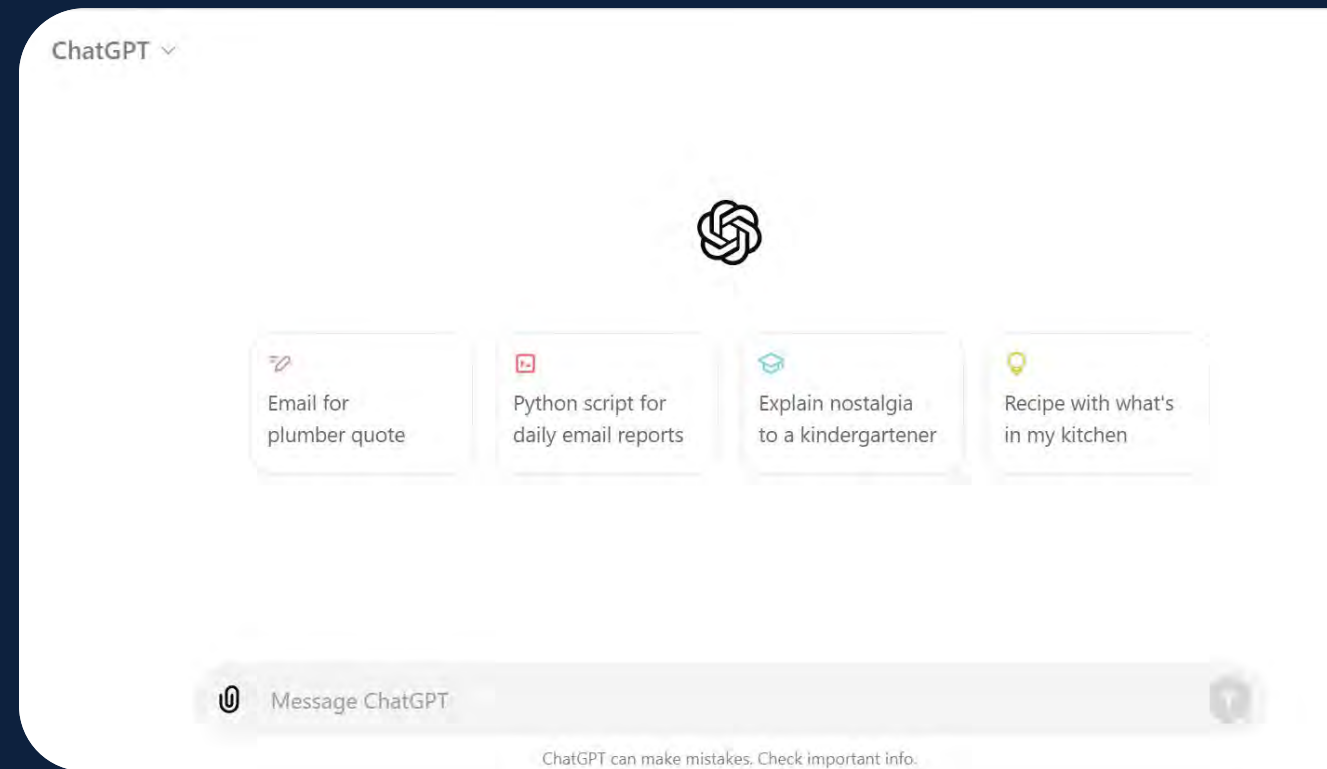 ChatGPT
Email for
plumber quote
Python script for
daily email reports
Explain nostalgia
to a kindergartener
Recipe with what's
in my kitchen
Message ChatGPT
ChatGPT can make mistakes. Check important info.